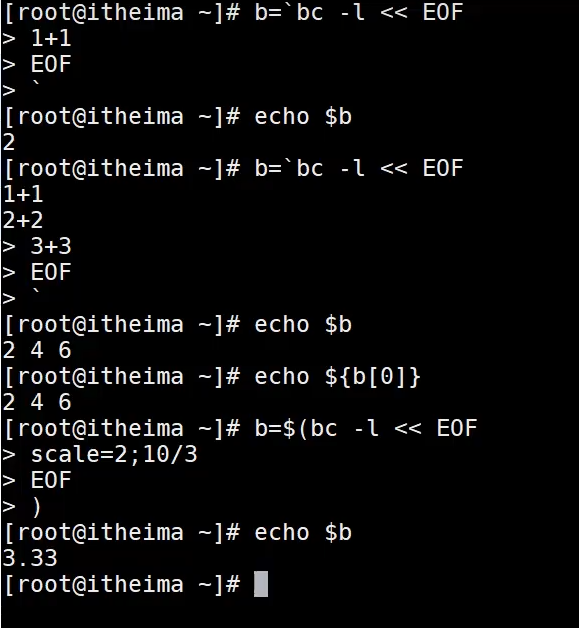 [root@itheima ~]# b=`bc -l << EOF
> 1+1
> EOF
> `
[root@itheima ~]# echo $b
2
[root@itheima ~]# b=`bc -l << EOF
1+1
2+2
> 3+3
> EOF
> `
[root@itheima ~]# echo $b
2 4 6
[root@itheima ~]# echo ${b[0]}
2 4 6
[root@itheima ~]# b=$(bc -l << EOF
> scale=2;10/3
> EOF
> )
[root@itheima ~]# echo $b
3.33
[root@itheima ~]#